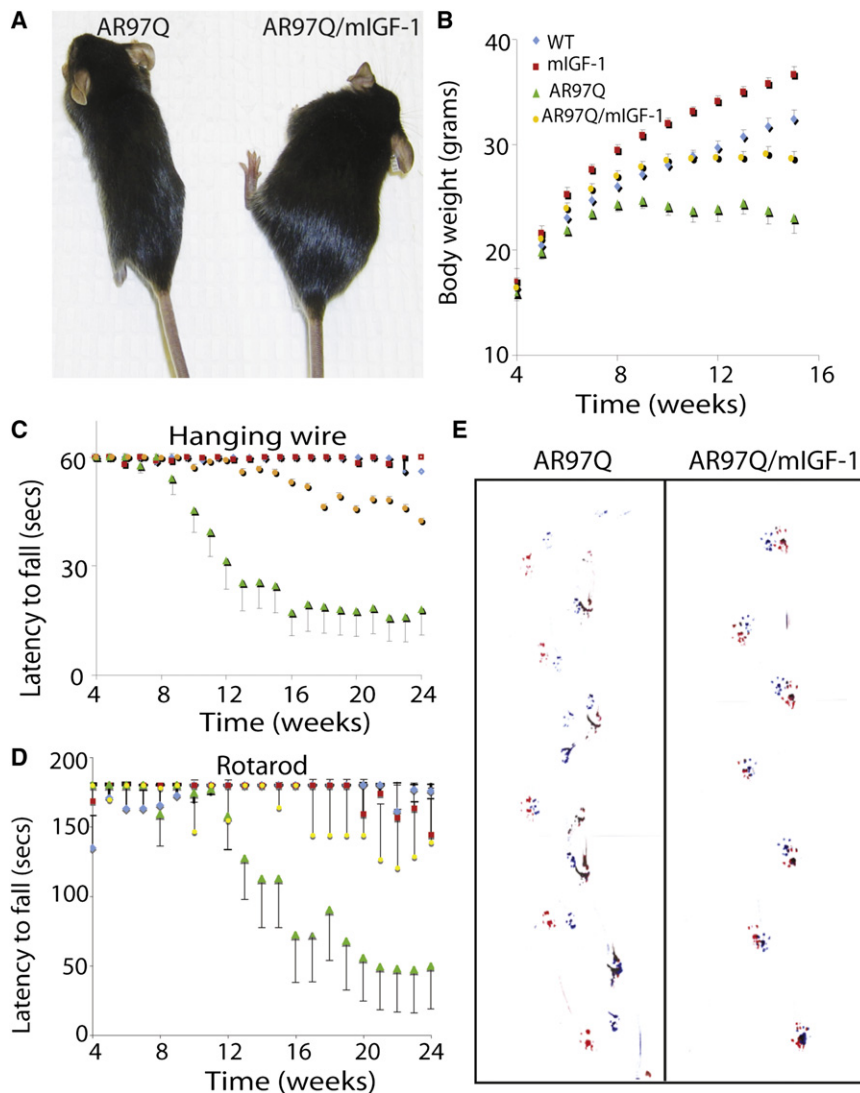 A
AR97Q
AR97Q/mIGF-1
B
40
30
20
10
Body weight (grams)
WT
mIGF-1
AR97Q
AR97Q/mIGF-1
4
8
12
16
Time (weeks)
C
Hanging wire
60
30
0
Latency to fall (secs)
4
8
12
16
20
24
Time (weeks)
D
Rotarod
200
150
100
50
0
Latency to fall (secs)
4
8
12
16
20
24
Time (weeks)
E
AR97Q
AR97Q/mIGF-1